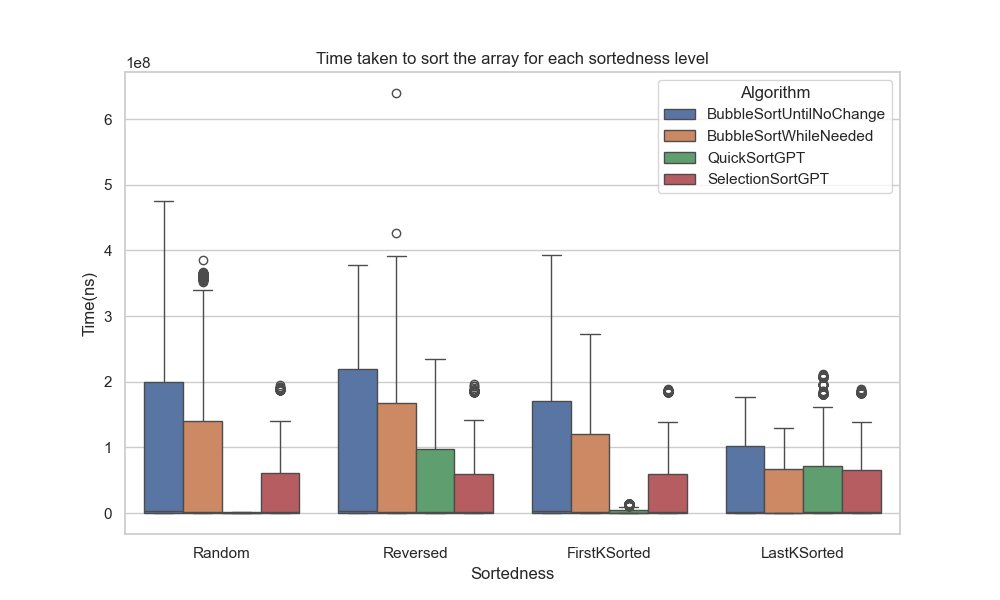 Time taken to sort the array for each sortedness level
1e8
Algorithm
BubbleSortUntilNoChange
BubbleSortWhileNeeded
QuickSortGPT
SelectionSortGPT
6
5
4
3
2
1
0
Time(ns)
Random
Reversed
FirstKSorted
LastKSorted
Sortedness